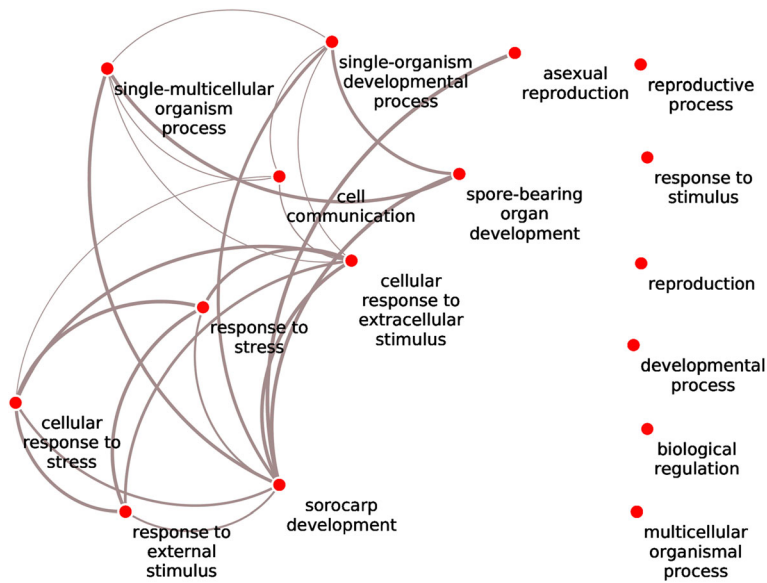 single-multicellular
organism
process
single-organism
developmental
process
asexual
reproduction
reproductive
process
cell
communication
spore-bearing
organ
development
response to
stimulus
cellular
response to
extracellular
stimulus
reproduction
response to
stress
developmental
process
cellular
response to
stress
biological
regulation
sorocarp
development
response to
external
stimulus
multicellular
organismal
process